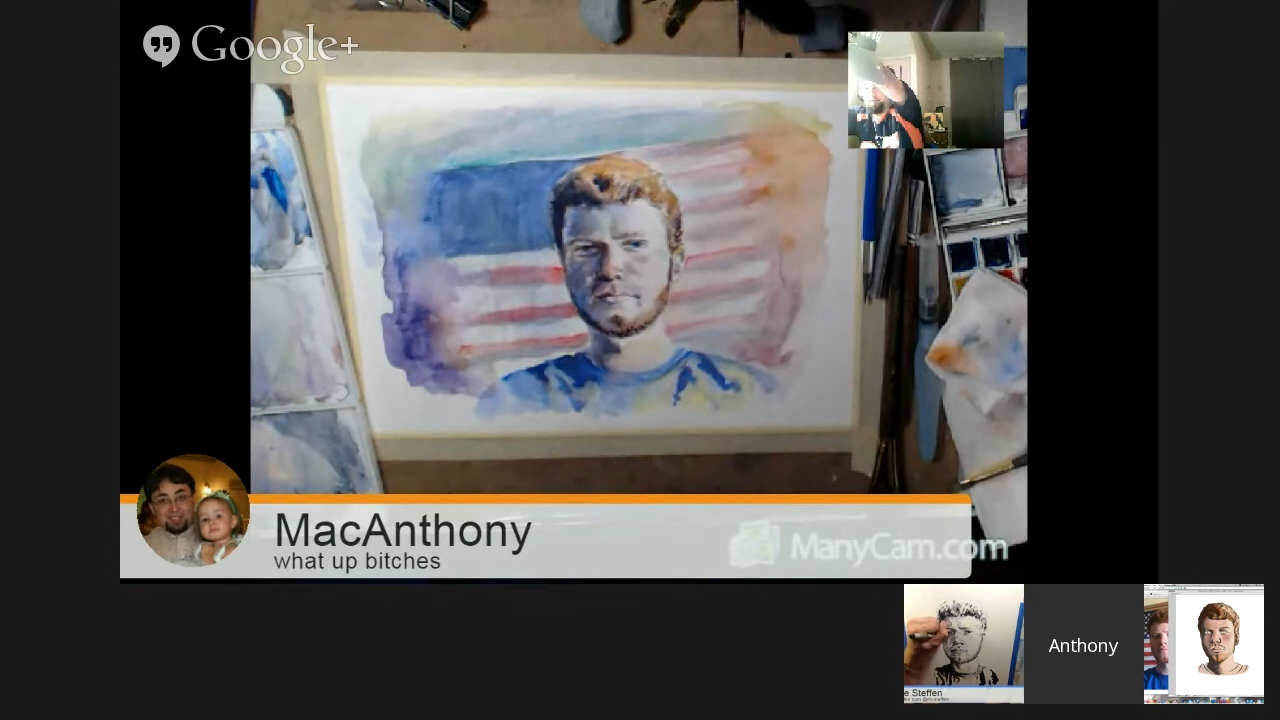 Google+
MacAnthony
what up bitches
ManyCam.com
e Steffen
Anthony